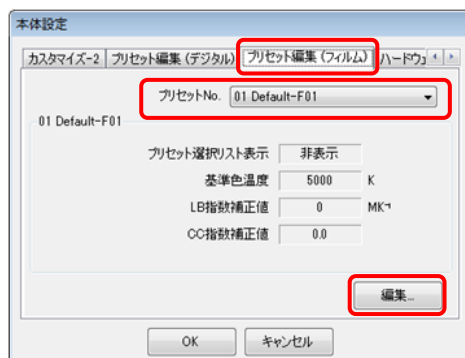 本体設定
カスタマイズ-2 プリセット編集(デジタル) プリセット編集(フィルム) ハードウェ
プリセットNo. 01 Default-F01
01 Default-F01
プリセット選択リスト表示 非表示
基準色温度 5000 K
LB指数補正値 0 MK⁻¹
CC指数補正値 0.0
編集...
OK キャンセル